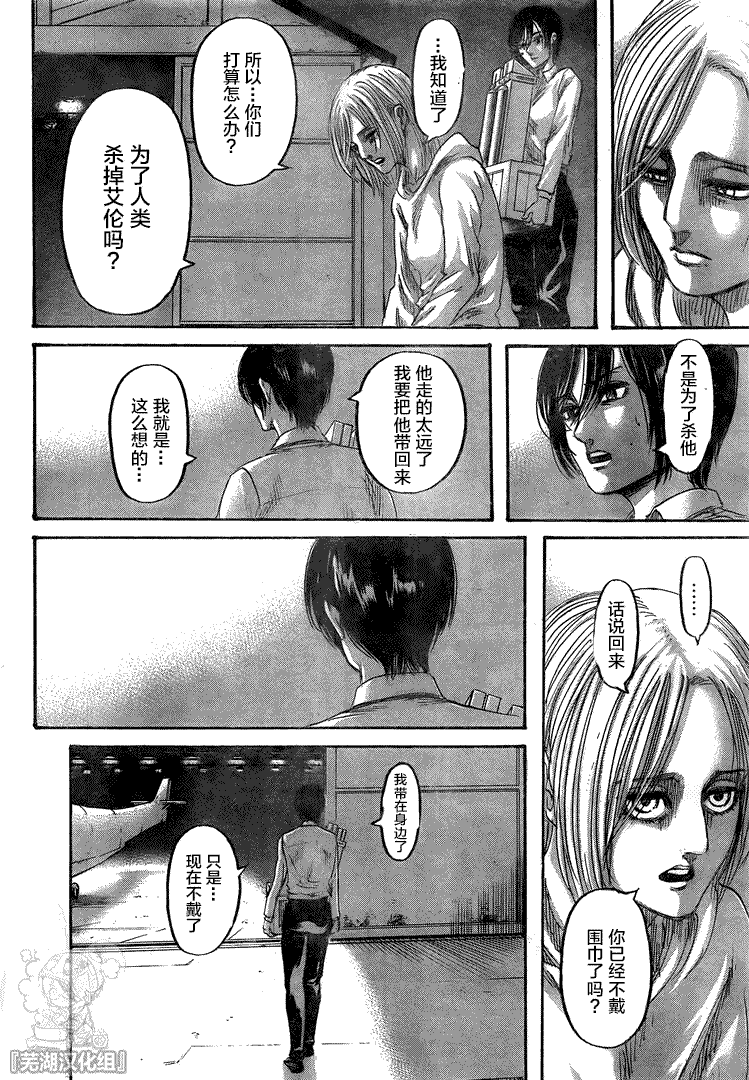 …我知道了
所以…你们
打算怎么办？
为了人类
杀掉艾伦吗？
不是为了杀他
他走的太远了
我要把他带回来
我就是…
这么想的…
……
话说回来
你已经不戴
围巾了吗？
我带在身边了
只是…
现在不戴了
『芜湖汉化组』